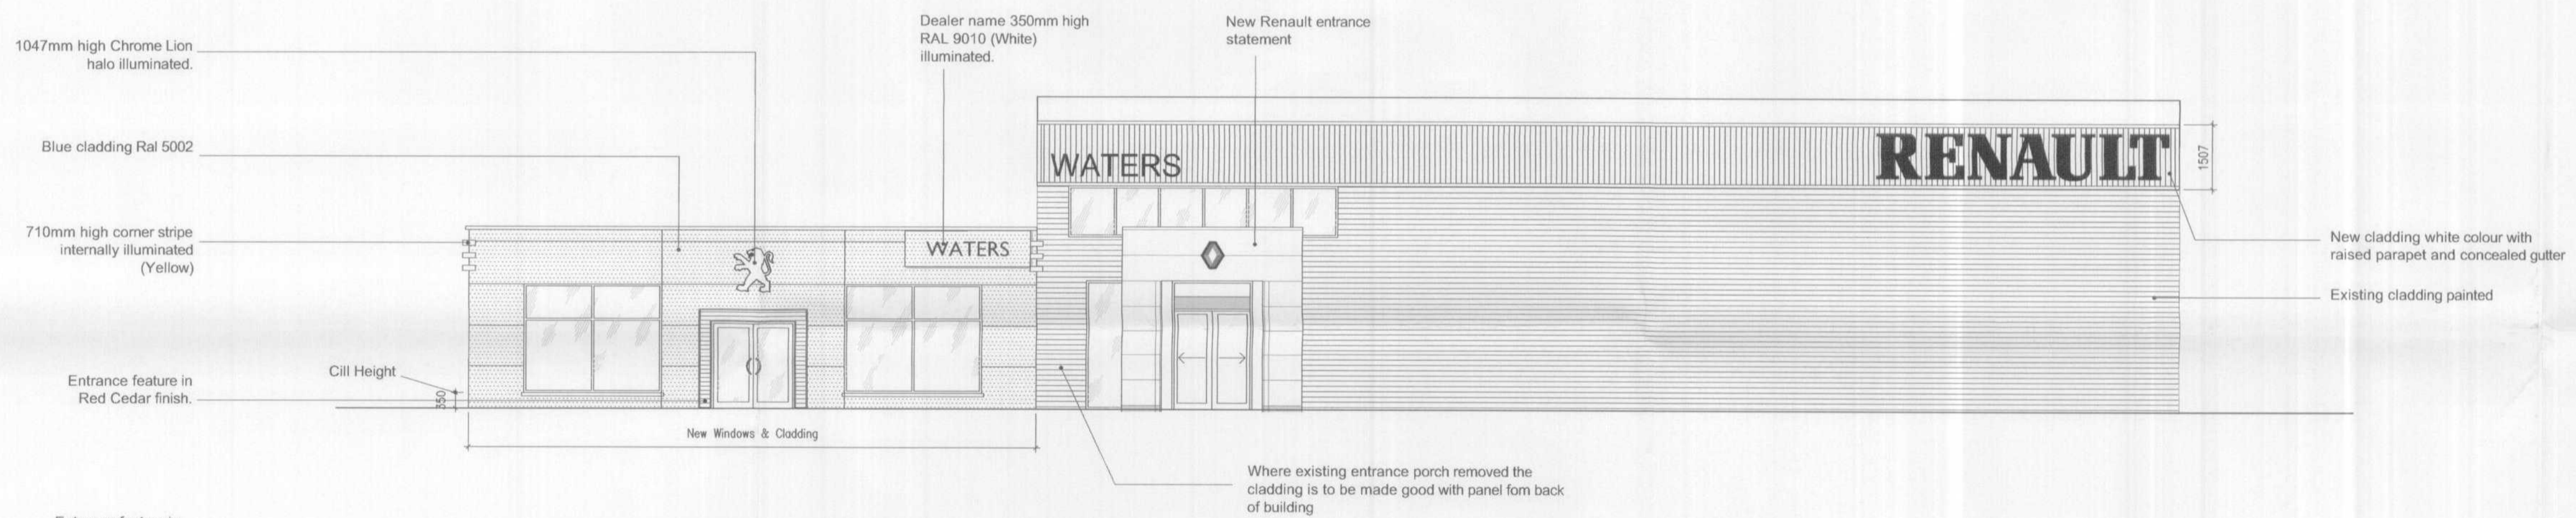 1047mm high Chrome Lion
halo illuminated.
Dealer name 350mm high
RAL 9010 (White)
illuminated.
New Renault entrance
statement
Blue cladding Ral 5002
WATERS
RENAULT
1507
710mm high corner stripe
internally illuminated
(Yellow)
WATERS
New cladding white colour with
raised parapet and concealed gutter
Existing cladding painted
Cill Height
350
Entrance feature in
Red Cedar finish.
New Windows & Cladding
Where existing entrance porch removed the
cladding is to be made good with panel fom back
of building